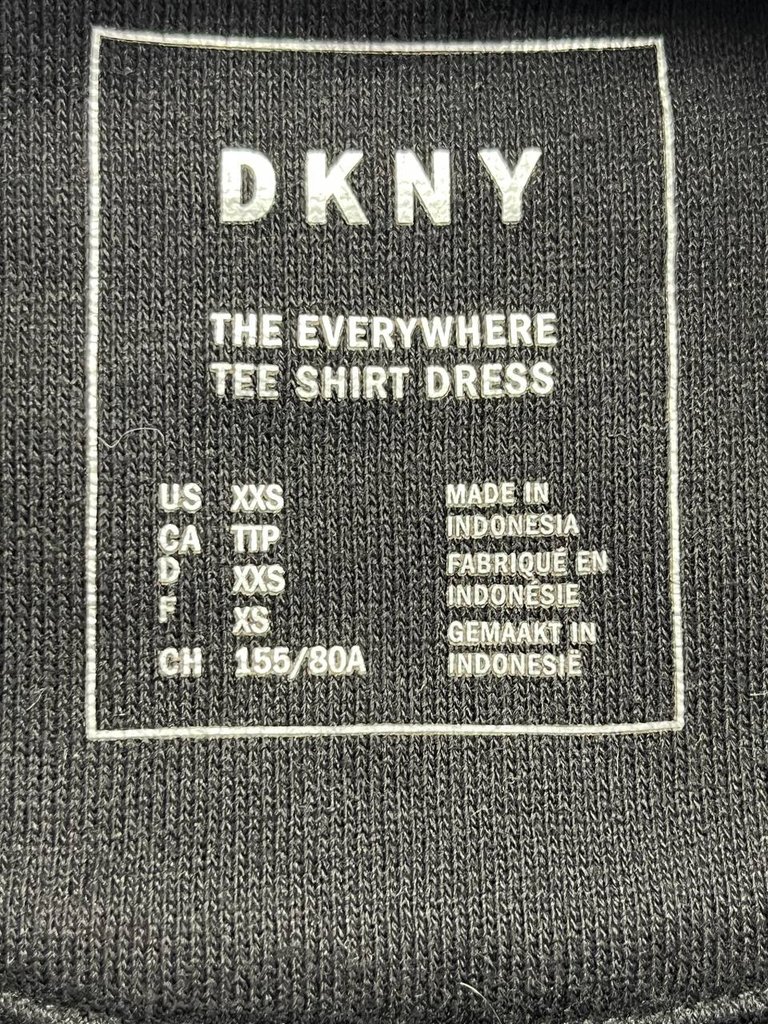 DKNY
THE EVERYWHERE
TEE SHIRT DRESS
US XXS
CA TTP
D XXS
F XS
CH 155/80A
MADE IN
INDONESIA
FABRIQUÉ EN
INDONÉSIE
GEMAAKT IN
INDONESIË